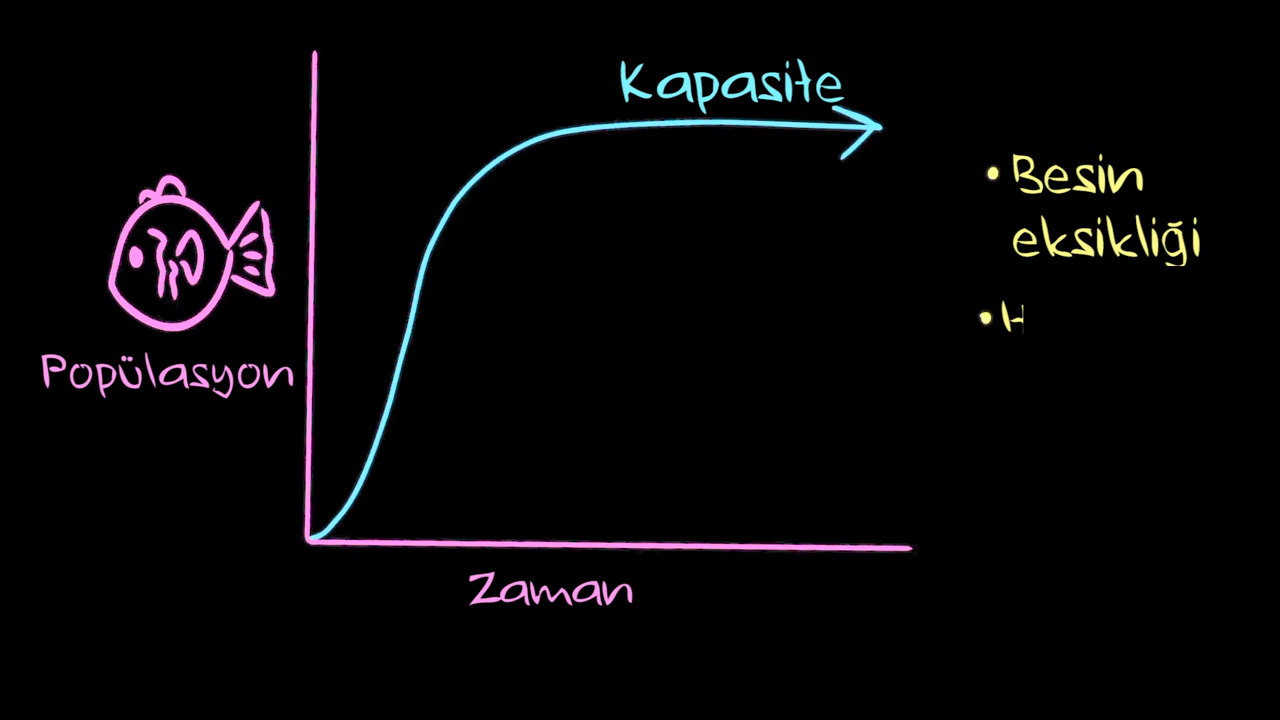 Kapasite
• Besin
eksikliği
• H
Popülasyon
Zaman